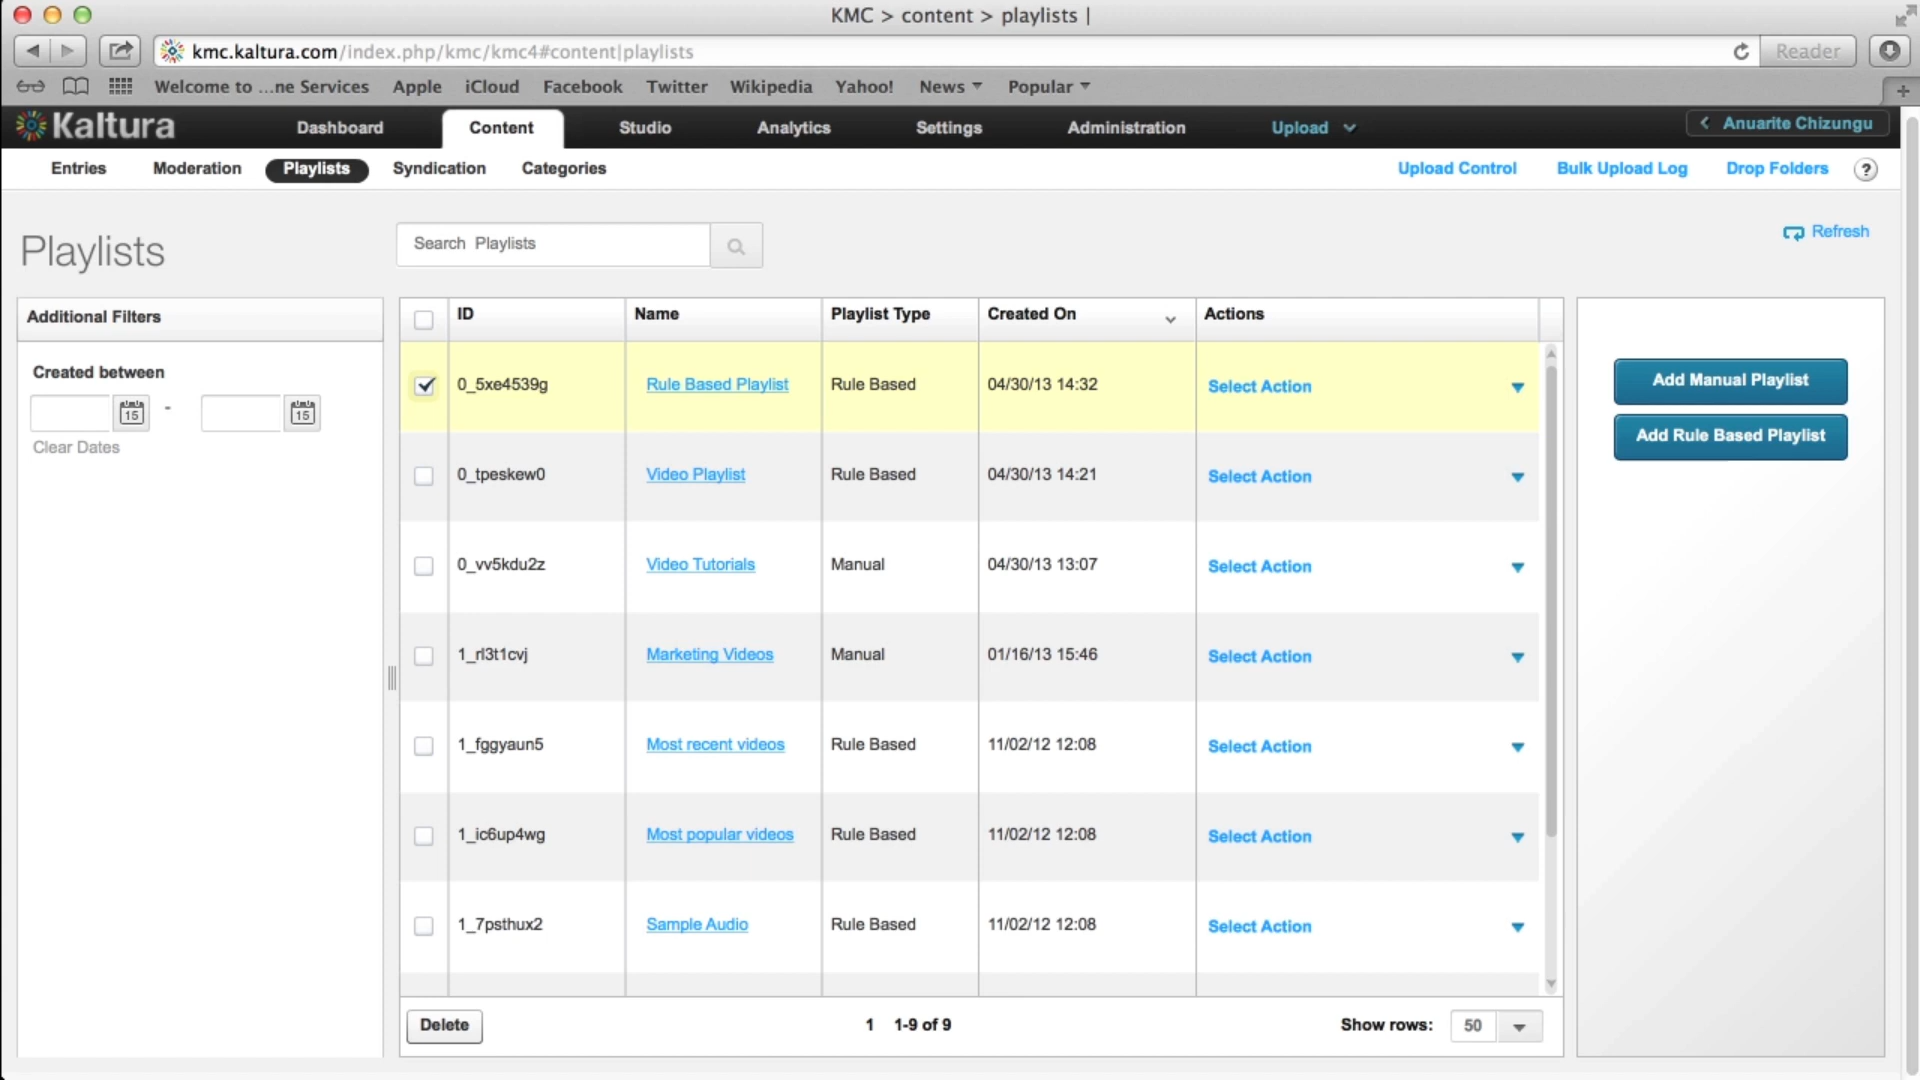 KMC > content > playlists |
kmc.kaltura.com/index.php/kmc/kmc4#content|playlists
Reader
Welcome to ...ne Services Apple iCloud Facebook Twitter Wikipedia Yahoo! News Popular
Kaltura Dashboard Content Studio Analytics Settings Administration Upload Anuarite Chizungu
Entries Moderation Playlists Syndication Categories Upload Control Bulk Upload Log Drop Folders ?
Playlists
Search Playlists
Refresh
Additional Filters
Created between
15 - 15
Clear Dates
ID Name Playlist Type Created On Actions
0_5xe4539g Rule Based Playlist Rule Based 04/30/13 14:32 Select Action
0_tpeskew0 Video Playlist Rule Based 04/30/13 14:21 Select Action
0_vv5kdu2z Video Tutorials Manual 04/30/13 13:07 Select Action
1_rl3t1cvj Marketing Videos Manual 01/16/13 15:46 Select Action
1_fggyaun5 Most recent videos Rule Based 11/02/12 12:08 Select Action
1_ic6up4wg Most popular videos Rule Based 11/02/12 12:08 Select Action
1_7psthux2 Sample Audio Rule Based 11/02/12 12:08 Select Action
Add Manual Playlist
Add Rule Based Playlist
Delete 1 1-9 of 9 Show rows: 50